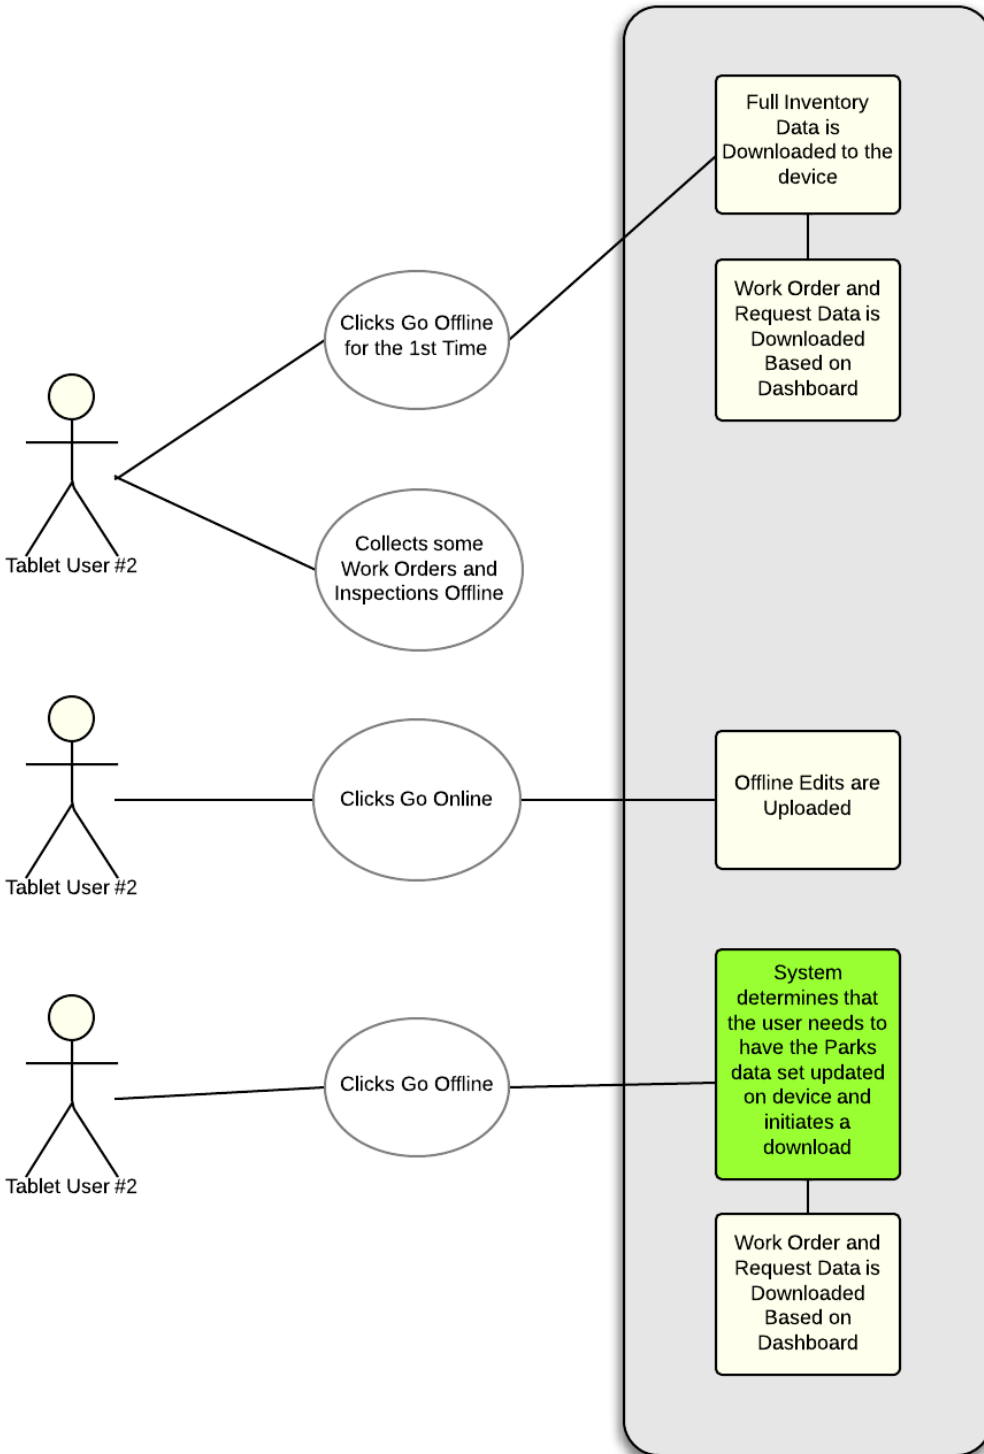 Full Inventory
Data is
Downloaded to the
device
Clicks Go Offline
for the 1st Time
Work Order and
Request Data is
Downloaded
Based on
Dashboard
Tablet User #2
Collects some
Work Orders and
Inspections Offline
Tablet User #2
Clicks Go Online
Offline Edits are
Uploaded
Tablet User #2
Clicks Go Offline
System
determines that
the user needs to
have the Parks
data set updated
on device and
initiates a
download
Work Order and
Request Data is
Downloaded
Based on
Dashboard